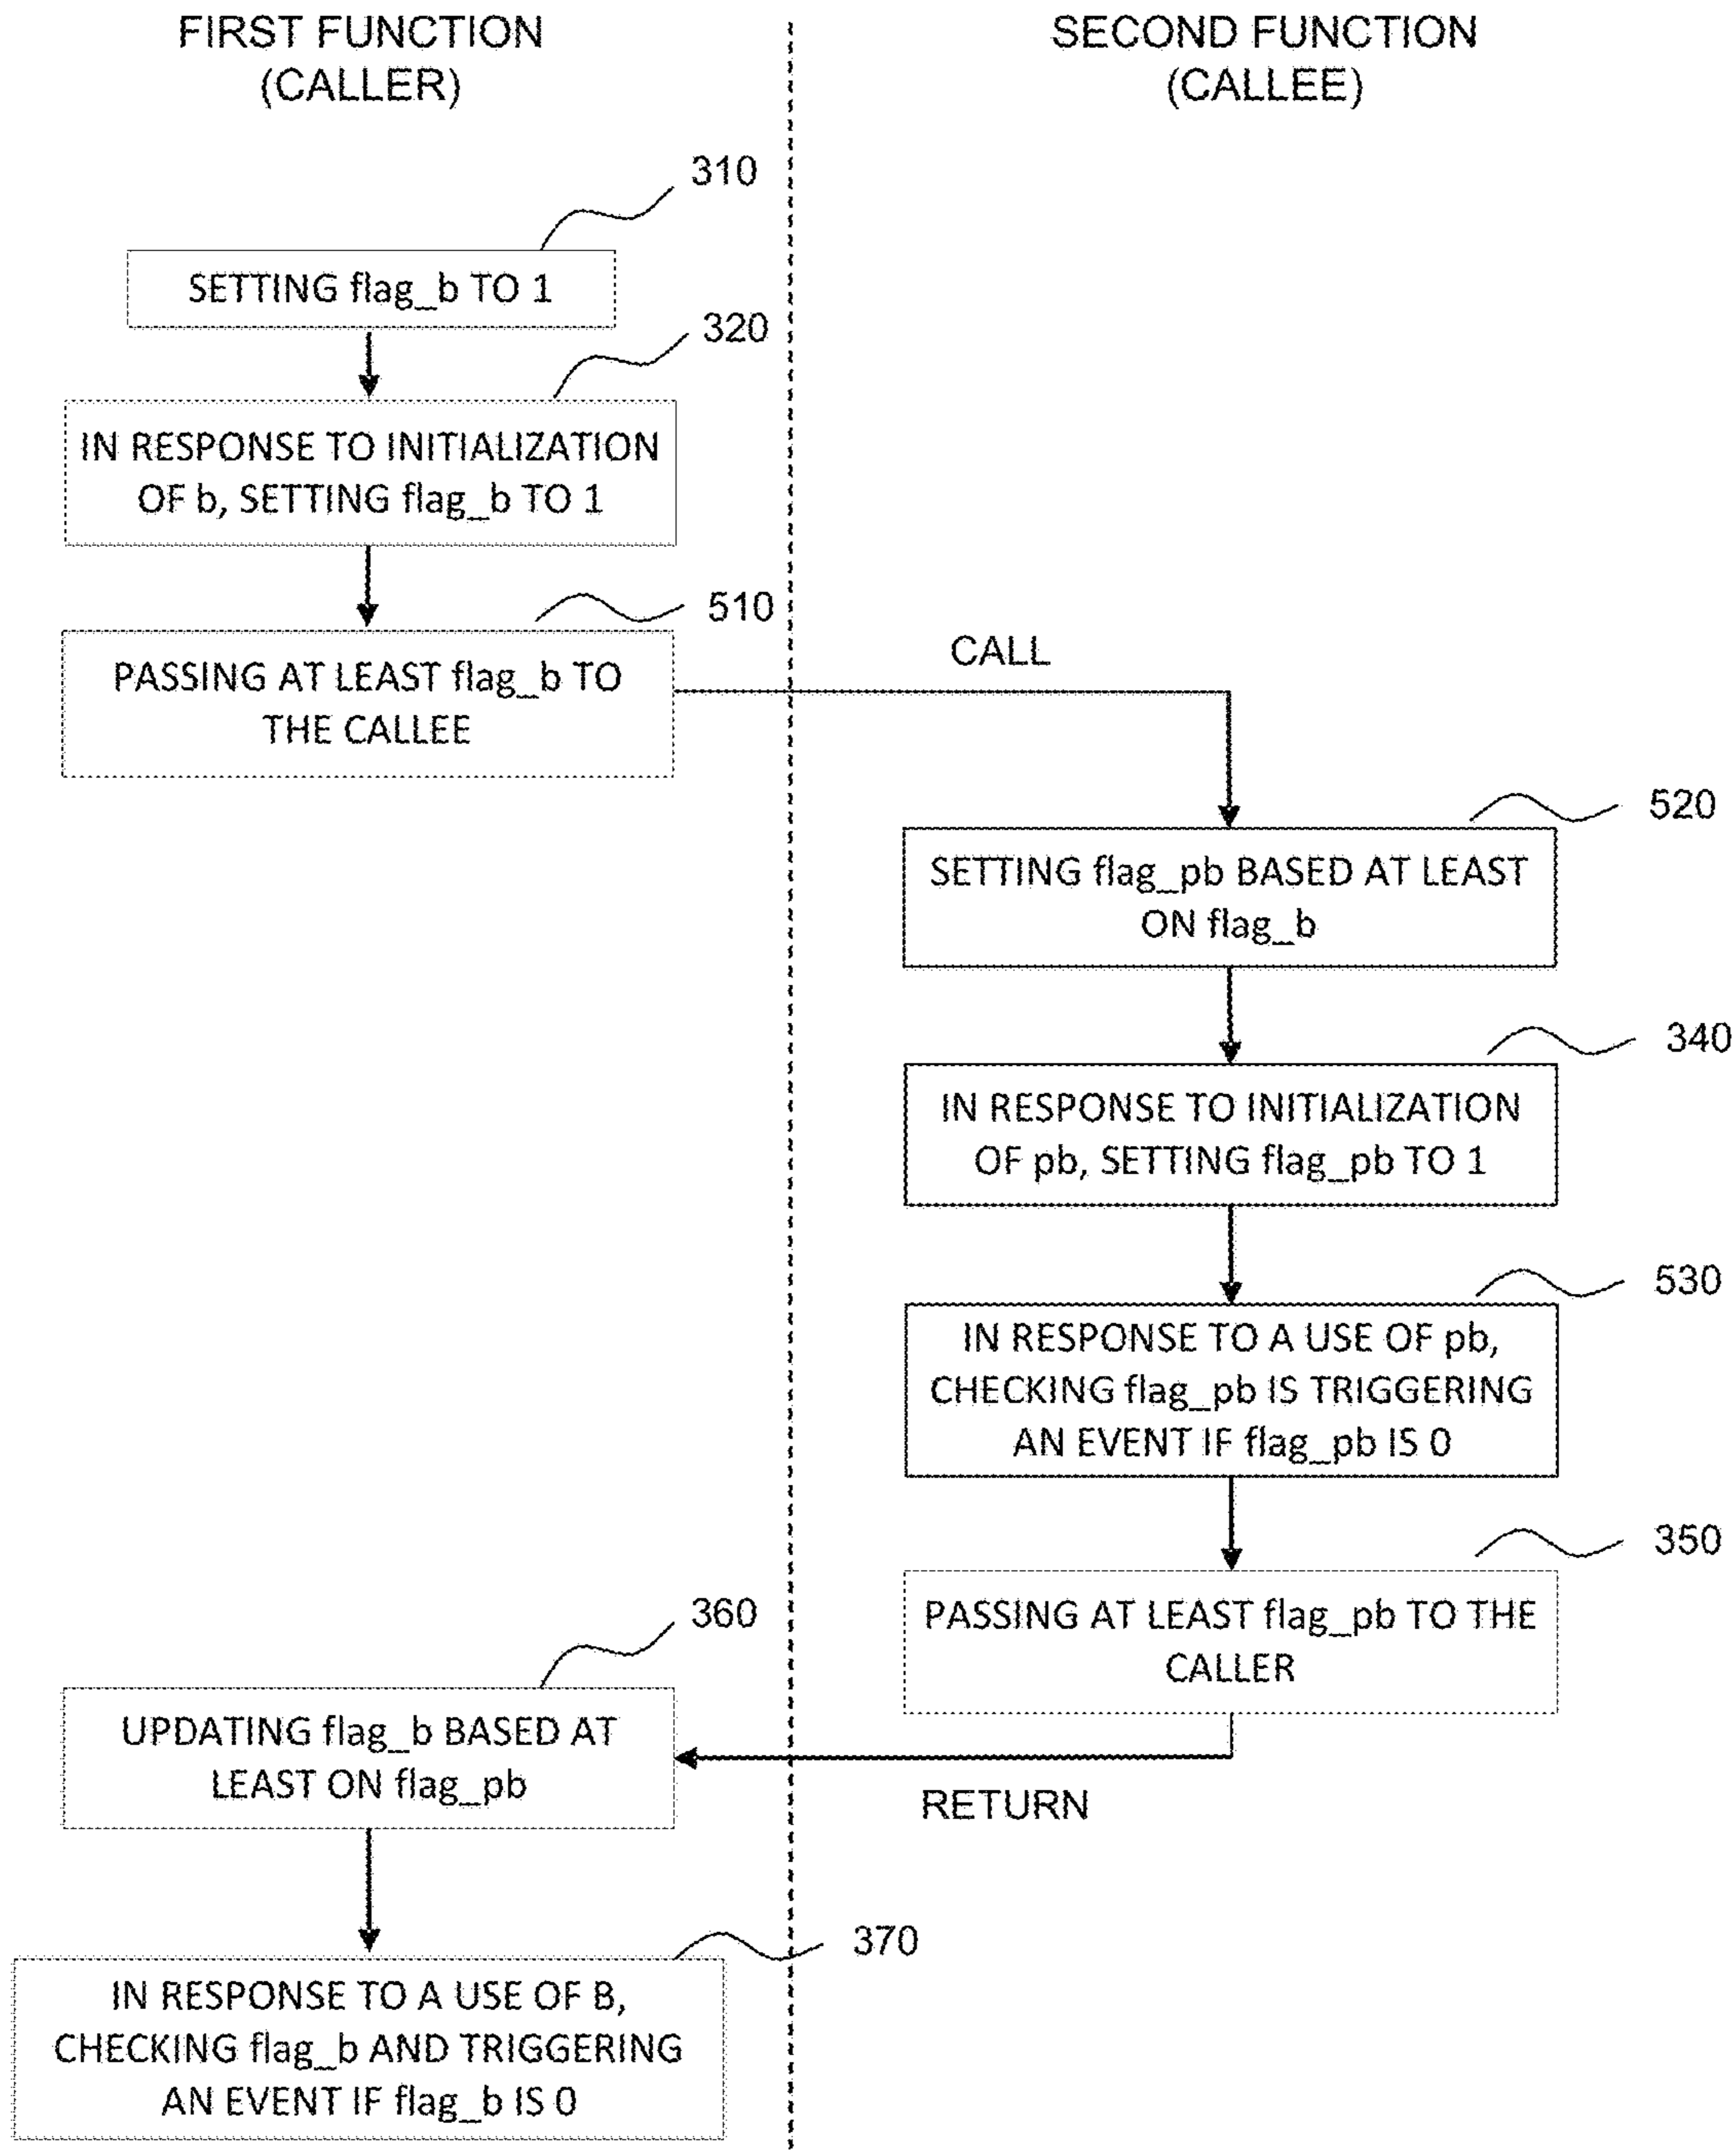 FIRST FUNCTION
(CALLER)
SECOND FUNCTION
(CALLEE)
310
SETTING flag_b TO 1
320
IN RESPONSE TO INITIALIZATION
OF b, SETTING flag_b TO 1
510
PASSING AT LEAST flag_b TO
THE CALLEE
CALL
520
SETTING flag_pb BASED AT LEAST
ON flag_b
340
IN RESPONSE TO INITIALIZATION
OF pb, SETTING flag_pb TO 1
530
IN RESPONSE TO A USE OF pb,
CHECKING flag_pb IS TRIGGERING
AN EVENT IF flag_pb IS 0
350
PASSING AT LEAST flag_pb TO THE
CALLER
RETURN
360
UPDATING flag_b BASED AT
LEAST ON flag_pb
370
IN RESPONSE TO A USE OF B,
CHECKING flag_b AND TRIGGERING
AN EVENT IF flag_b IS 0